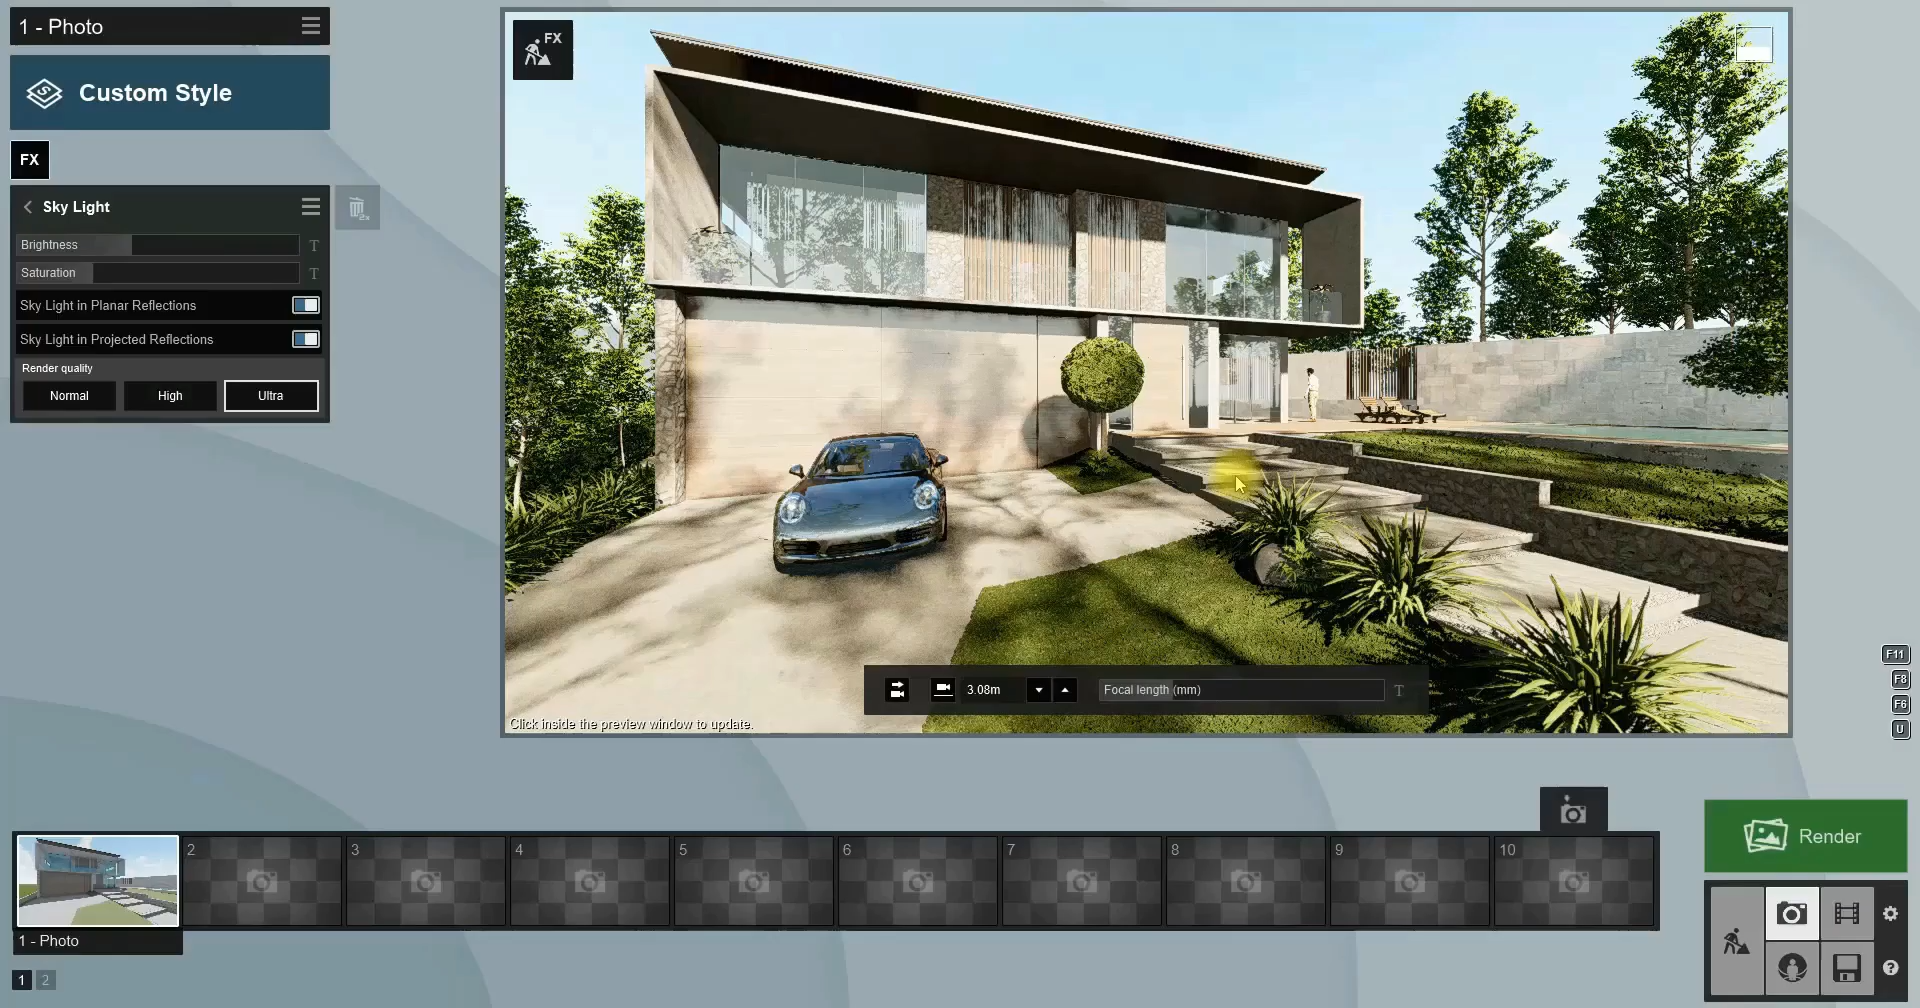 1 - Photo
Custom Style
FX
Sky Light
Brightness
T
Saturation
T
Sky Light in Planar Reflections
Sky Light in Projected Reflections
Render quality
Normal
High
Ultra
2x
FX
3.08m
Focal length (mm)
T
Click inside the preview window to update.
F11
F8
F6
U
Render
2
3
4
5
6
7
8
9
10
1 - Photo
1
2
?